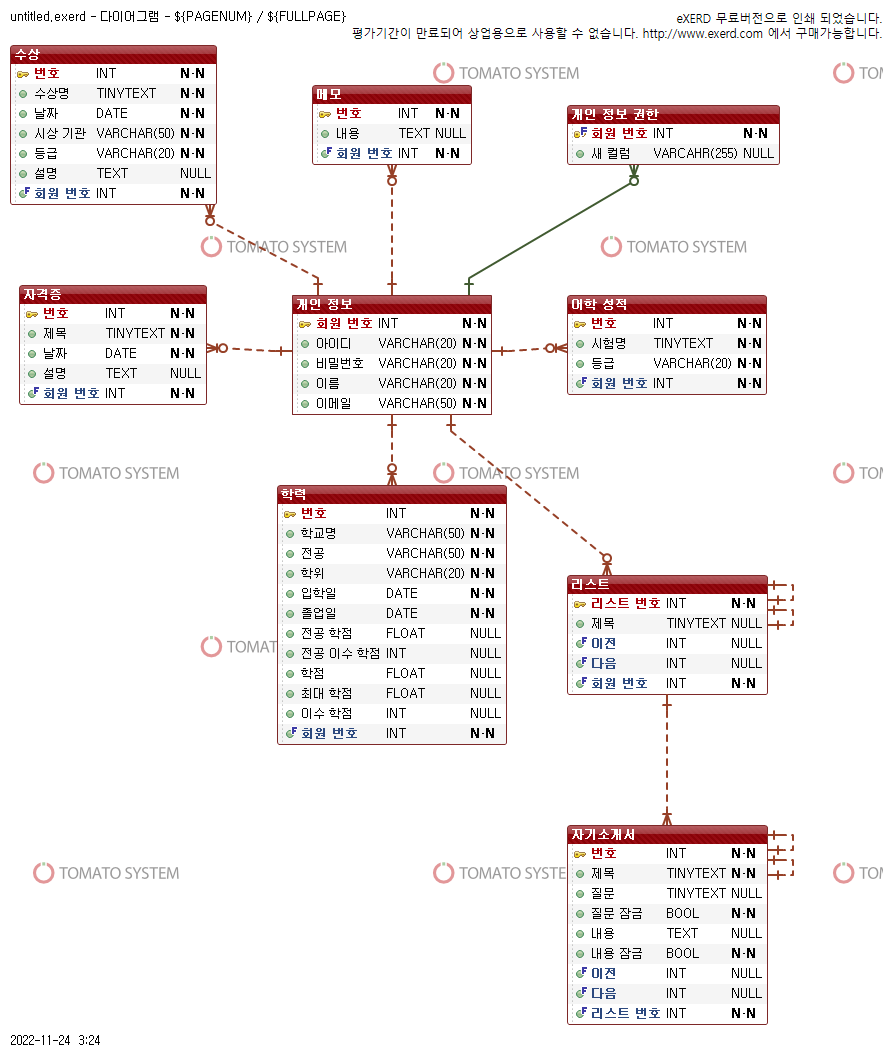 untitled.exerd - 다이어그램 - ${PAGENUM} / ${FULLPAGE}
eXERD 무료버전으로 인쇄 되었습니다.
평가기간이 만료되어 상업용으로 사용할 수 없습니다. http://www.exerd.com 에서 구매가능합니다.
수상
번호 INT N-N
수상명 TINYTEXT N-N
날짜 DATE N-N
시상 기관 VARCHAR(50) N-N
등급 VARCHAR(20) N-N
설명 TEXT NULL
회원 번호 INT N-N
TOMATO SYSTEM
TOM
메모
번호 INT N-N
내용 TEXT NULL
회원 번호 INT N-N
개인 정보 권한
회원 번호 INT N-N
새 컬럼 VARCAHR(255) NULL
TOMATO SYSTEM
TOMATO SYSTEM
자격증
번호 INT N-N
제목 TINYTEXT N-N
날짜 DATE N-N
설명 TEXT NULL
회원 번호 INT N-N
개인 정보
회원 번호 INT N-N
아이디 VARCHAR(20) N-N
비밀번호 VARCHAR(20) N-N
이름 VARCHAR(20) N-N
이메일 VARCHAR(50) N-N
어학 성적
번호 INT N-N
시험명 TINYTEXT N-N
등급 VARCHAR(20) N-N
회원 번호 INT N-N
TOMATO SYSTEM
TOMATO SYSTEM
TOM
학력
번호 INT N-N
학교명 VARCHAR(50) N-N
전공 VARCHAR(50) N-N
학위 VARCHAR(20) N-N
입학일 DATE N-N
졸업일 DATE N-N
전공 학점 FLOAT NULL
전공 이수 학점 INT NULL
학점 FLOAT NULL
최대 학점 FLOAT NULL
이수 학점 INT NULL
회원 번호 INT N-N
TOMAT
리스트
리스트 번호 INT N-N
제목 TINYTEXT NULL
이전 INT NULL
다음 INT NULL
회원 번호 INT N-N
자기소개서
번호 INT N-N
제목 TINYTEXT N-N
질문 TINYTEXT NULL
질문 잠금 BOOL N-N
내용 TEXT NULL
내용 잠금 BOOL N-N
이전 INT NULL
다음 INT NULL
리스트 번호 INT N-N
TOMATO SYSTEM
TOMATO SYSTE
TOM
2022-11-24 3:24